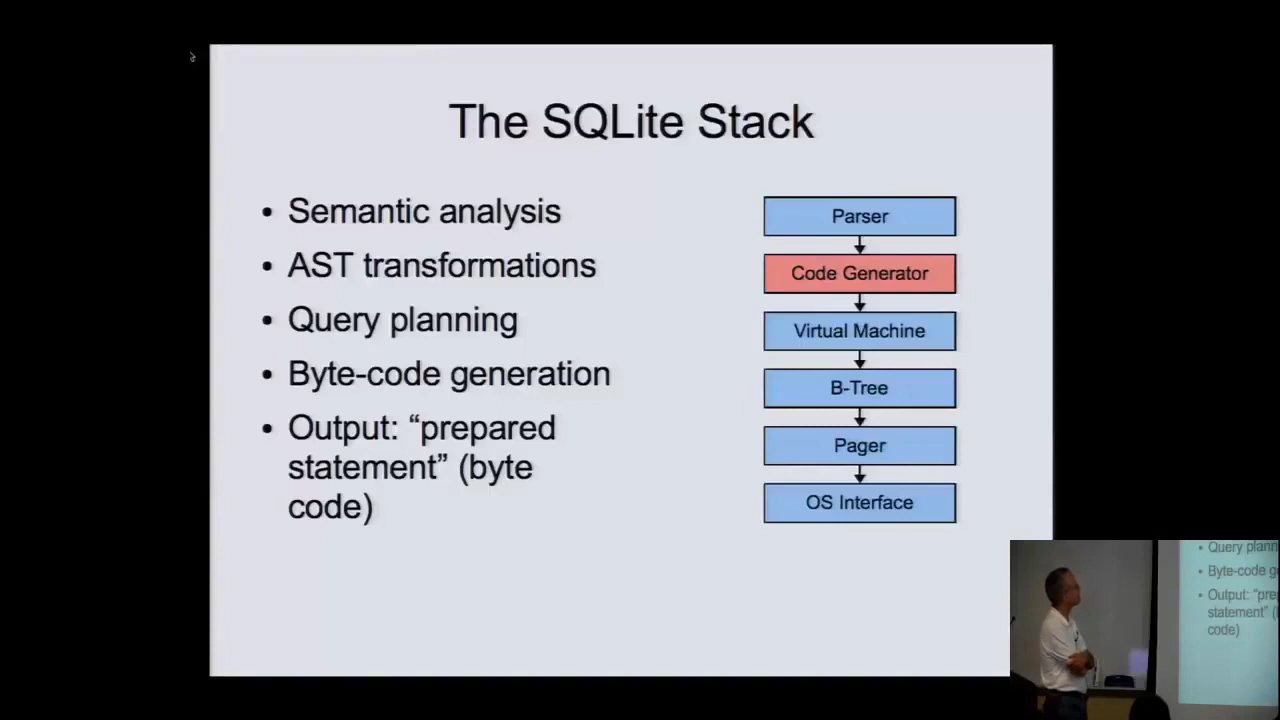 The SQLite Stack
• Semantic analysis
• AST transformations
• Query planning
• Byte-code generation
• Output: “prepared
statement” (byte
code)
Parser
Code Generator
Virtual Machine
B-Tree
Pager
OS Interface
• Query plann
• Byte-code g
• Output: “pre
statement” (
code)